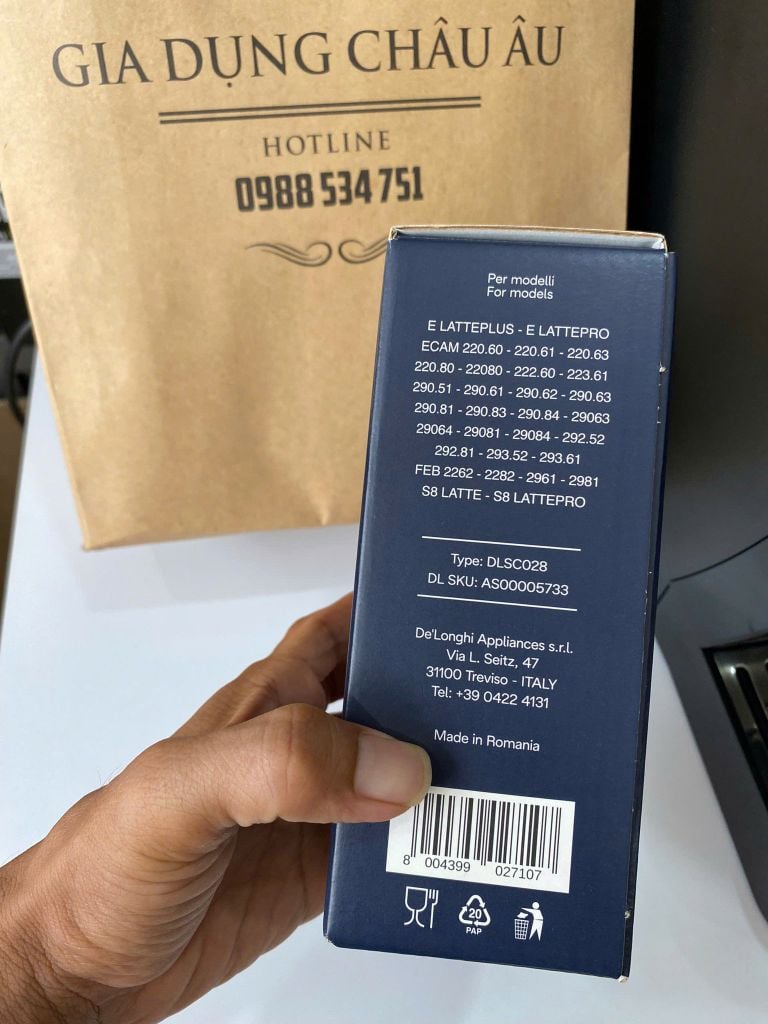 GIA DỤNG CHÂU ÂU
HOTLINE
0988 534 751
Per modelli
For models
E LATTEPLUS - E LATTEPRO
ECAM 220.60 - 220.61 - 220.63
220.80 - 22080 - 222.60 - 223.61
290.51 - 290.61 - 290.62 - 290.63
290.81 - 290.83 - 290.84 - 29063
29064 - 29081 - 29084 - 292.52
292.81 - 293.52 - 293.61
FEB 2262 - 2282 - 2961 - 2981
S8 LATTE - S8 LATTEPRO
Type: DLSC028
DL SKU: AS00005733
De'Longhi Appliances s.r.l.
Via L. Seitz, 47
31100 Treviso - ITALY
Tel: +39 0422 4131
Made in Romania
8 004399 027107
20
PAP